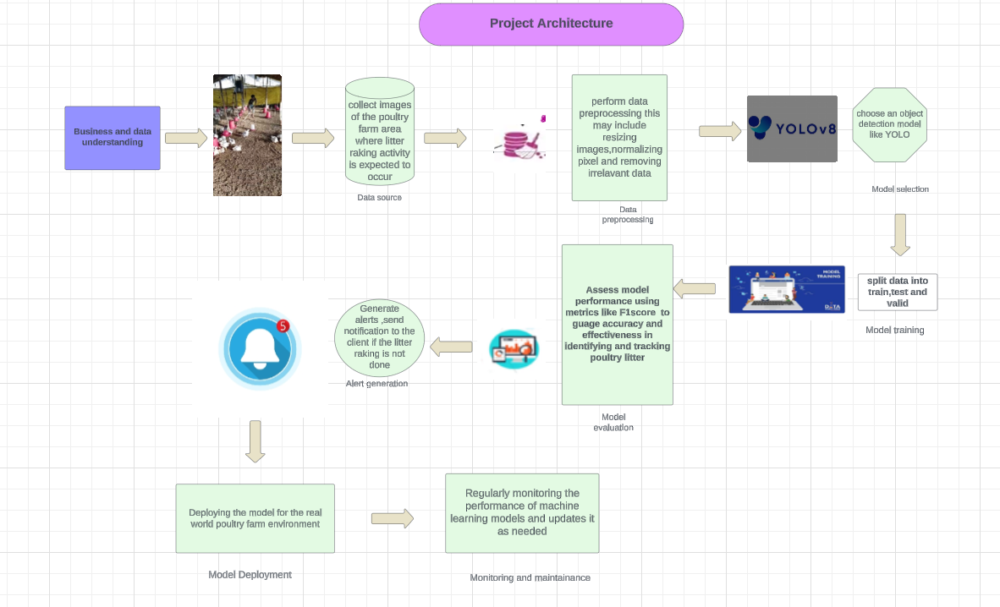 Project Architecture
Business and data
understanding
collect images
of the poultry
farm area
where litter
raking activity
is expected to
occur
Data source
perform data
preprocessing this
may include
resizing
images,normalizing
pixel and removing
irrelavant data
Data
preprocessing
YOLOv8
choose an object
detection model
like YOLO
Model selection
split data into
train,test and
valid
Model training
MODEL
TRAINING
DATA
Assess model
performance using
metrics like F1score to
guage accuracy and
effectiveness in
identifying and tracking
poultry litter
Model
evaluation
Generate
alerts ,send
notification to the
client if the litter
raking is not
done
Alert generation
5
Deploying the model for the real
world poultry farm environment
Model Deployment
Regularly monitoring the
performance of machine
learning models and updates it
as needed
Monitoring and maintainance